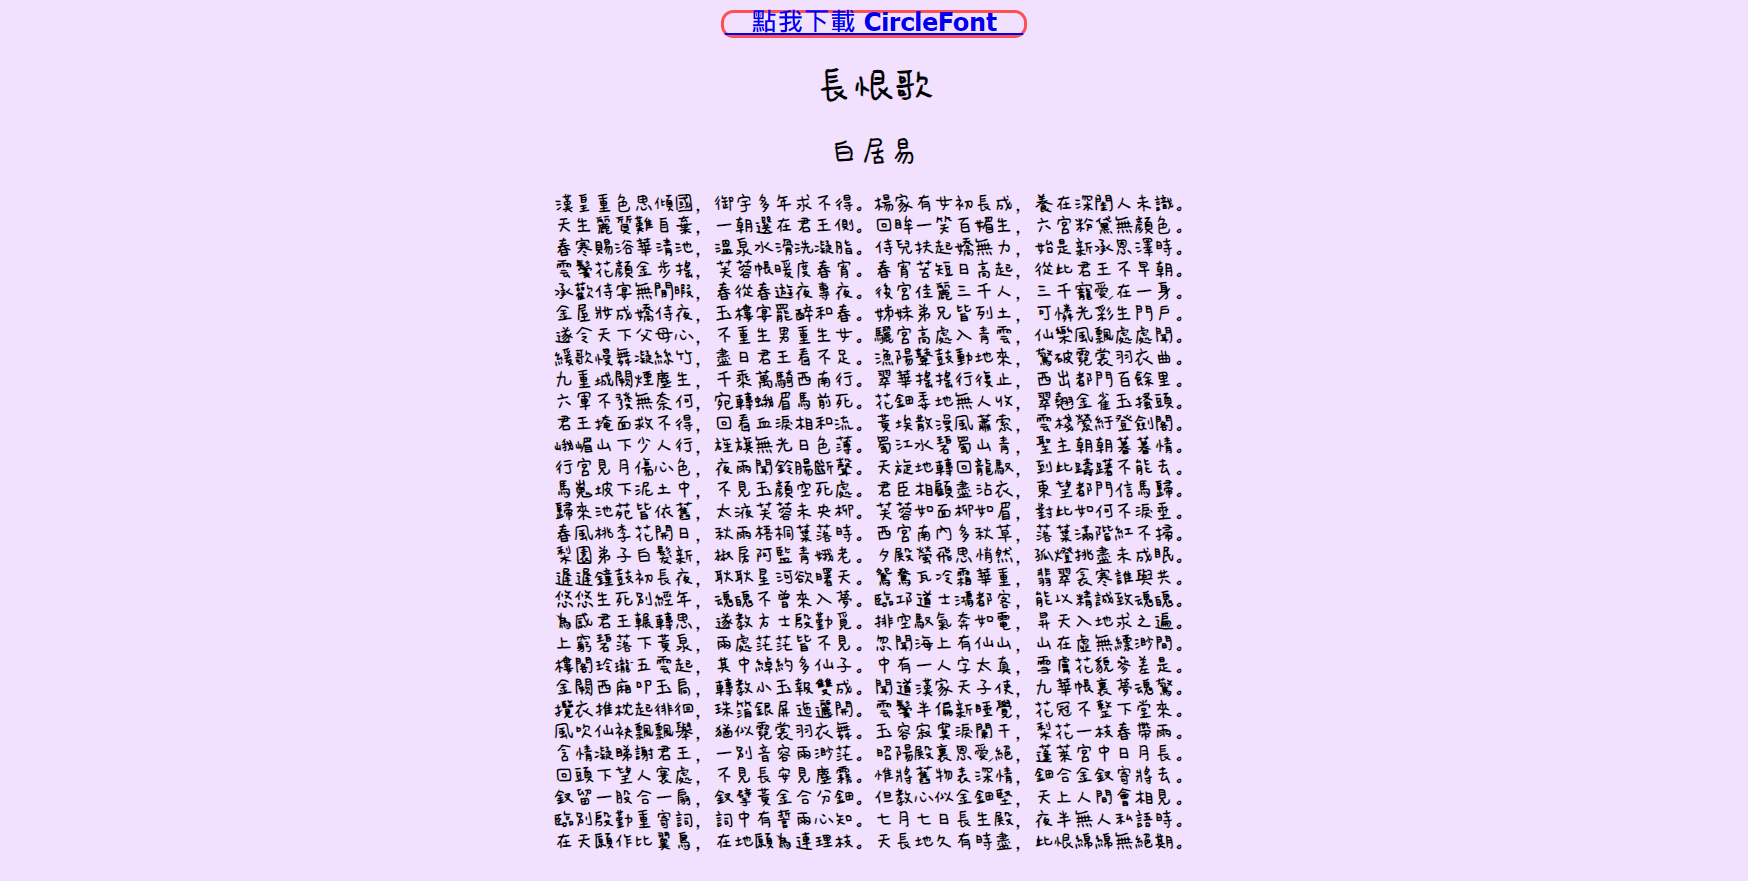 點我下載 CircleFont
長恨歌
白居易
漢皇重色思傾國，御宇多年求不得。楊家有女初長成，養在深閨人未識。
天生麗質難自棄，一朝選在君王側。回眸一笑百媚生，六宮粉黛無顏色。
春寒賜浴華清池，溫泉水滑洗凝脂。侍兒扶起嬌無力，始是新承恩澤時。
雲鬢花顏金步搖，芙蓉帳暖度春宵。春宵苦短日高起，從此君王不早朝。
承歡侍宴無閒暇，春從春遊夜專夜。後宮佳麗三千人，三千寵愛在一身。
金屋妝成嬌侍夜，玉樓宴罷醉和春。姊妹弟兄皆列土，可憐光彩生門戶。
遂令天下父母心，不重生男重生女。驪宮高處入青雲，仙樂風飄處處聞。
緩歌慢舞凝絲竹，盡日君王看不足。漁陽鼙鼓動地來，驚破霓裳羽衣曲。
九重城闕煙塵生，千乘萬騎西南行。翠華搖搖行復止，西出都門百餘里。
六軍不發無奈何，宛轉蛾眉馬前死。花鈿委地無人收，翠翹金雀玉搔頭。
君王掩面救不得，回看血淚相和流。黃埃散漫風蕭索，雲棧縈紆登劍閣。
峨嵋山下少人行，旌旗無光日色薄。蜀江水碧蜀山青，聖主朝朝暮暮情。
行宮見月傷心色，夜雨聞鈴腸斷聲。天旋地轉回龍馭，到此躊躇不能去。
馬嵬坡下泥土中，不見玉顏空死處。君臣相顧盡沾衣，東望都門信馬歸。
歸來池苑皆依舊，太液芙蓉未央柳。芙蓉如面柳如眉，對此如何不淚垂。
春風桃李花開日，秋雨梧桐葉落時。西宮南內多秋草，落葉滿階紅不掃。
梨園弟子白髮新，椒房阿監青娥老。夕殿螢飛思悄然，孤燈挑盡未成眠。
遲遲鐘鼓初長夜，耿耿星河欲曙天。鴛鴦瓦冷霜華重，翡翠衾寒誰與共。
悠悠生死別經年，魂魄不曾來入夢。臨邛道士鴻都客，能以精誠致魂魄。
為感君王輾轉思，遂教方士殷勤覓。排空馭氣奔如電，昇天入地求之遍。
上窮碧落下黃泉，兩處茫茫皆不見。忽聞海上有仙山，山在虛無縹渺間。
樓閣玲瓏五雲起，其中綽約多仙子。中有一人字太真，雪膚花貌參差是。
金闕西廂叩玉扃，轉教小玉報雙成。聞道漢家天子使，九華帳裏夢魂驚。
攬衣推枕起徘徊，珠箔銀屏迤邐開。雲鬢半偏新睡覺，花冠不整下堂來。
風吹仙袂飄飄舉，猶似霓裳羽衣舞。玉容寂寞淚闌干，梨花一枝春帶雨。
含情凝睇謝君王，一別音容兩渺茫。昭陽殿裏恩愛絕，蓬萊宮中日月長。
回頭下望人寰處，不見長安見塵霧。惟將舊物表深情，鈿合金釵寄將去。
釵留一股合一扇，釵擘黃金合分鈿。但教心似金鈿堅，天上人間會相見。
臨別殷勤重寄詞，詞中有誓兩心知。七月七日長生殿，夜半無人私語時。
在天願作比翼鳥，在地願為連理枝。天長地久有時盡，此恨綿綿無絕期。